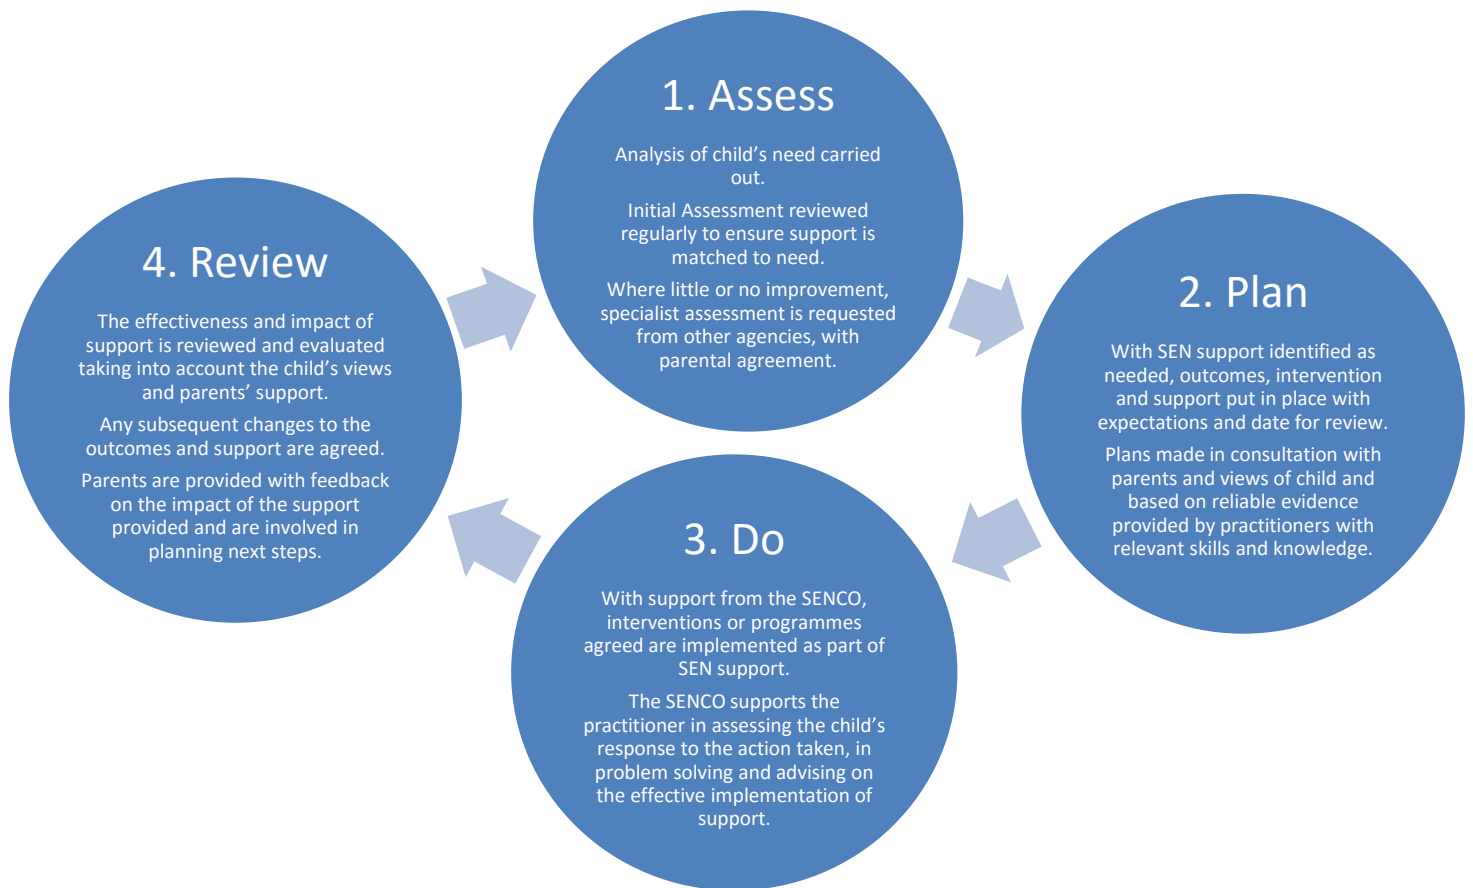 1. Assess
Analysis of child’s need carried
out.
Initial Assessment reviewed
regularly to ensure support is
matched to need.
Where little or no improvement,
specialist assessment is requested
from other agencies, with
parental agreement.
2. Plan
With SEN support identified as
needed, outcomes, intervention
and support put in place with
expectations and date for review.
Plans made in consultation with
parents and views of child and
based on reliable evidence
provided by practitioners with
relevant skills and knowledge.
3. Do
With support from the SENCO,
interventions or programmes
agreed are implemented as part of
SEN support.
The SENCO supports the
practitioner in assessing the child’s
response to the action taken, in
problem solving and advising on
the effective implementation of
support.
4. Review
The effectiveness and impact of
support is reviewed and evaluated
taking into account the child’s views
and parents’ support.
Any subsequent changes to the
outcomes and support are agreed.
Parents are provided with feedback
on the impact of the support
provided and are involved in
planning next steps.